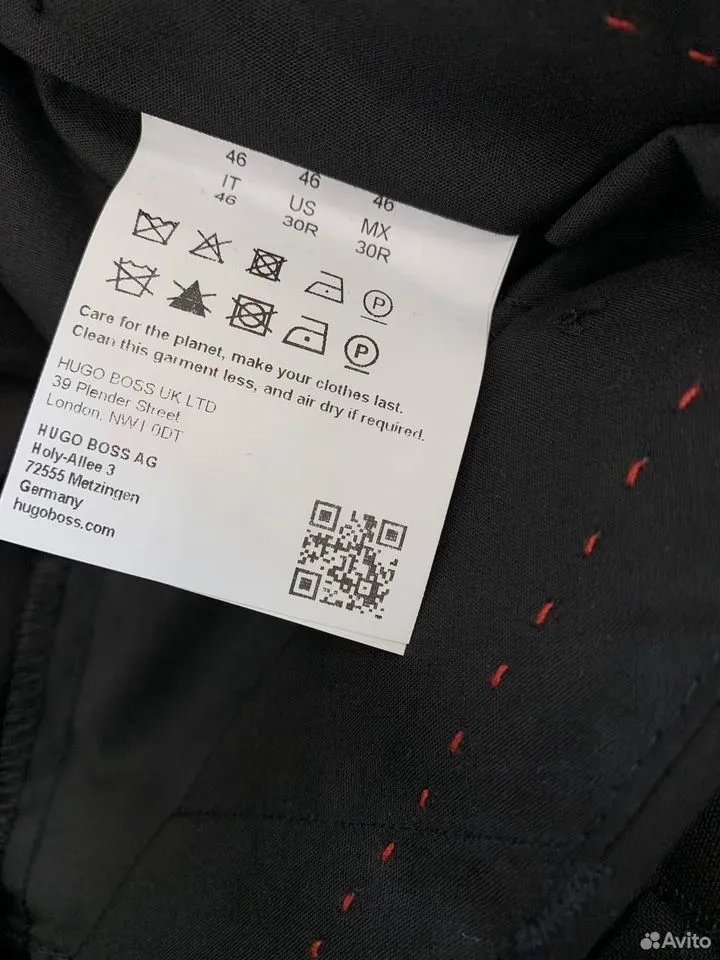 46 46 46
IT US MX
46 30R 30R
P
P
Care for the planet, make your clothes last.
Clean this garment less, and air dry if required.
HUGO BOSS UK LTD
39 Plender Street
London, NW1 0DT
HUGO BOSS AG
Holy-Allee 3
72555 Metzingen
Germany
hugoboss.com
Avito